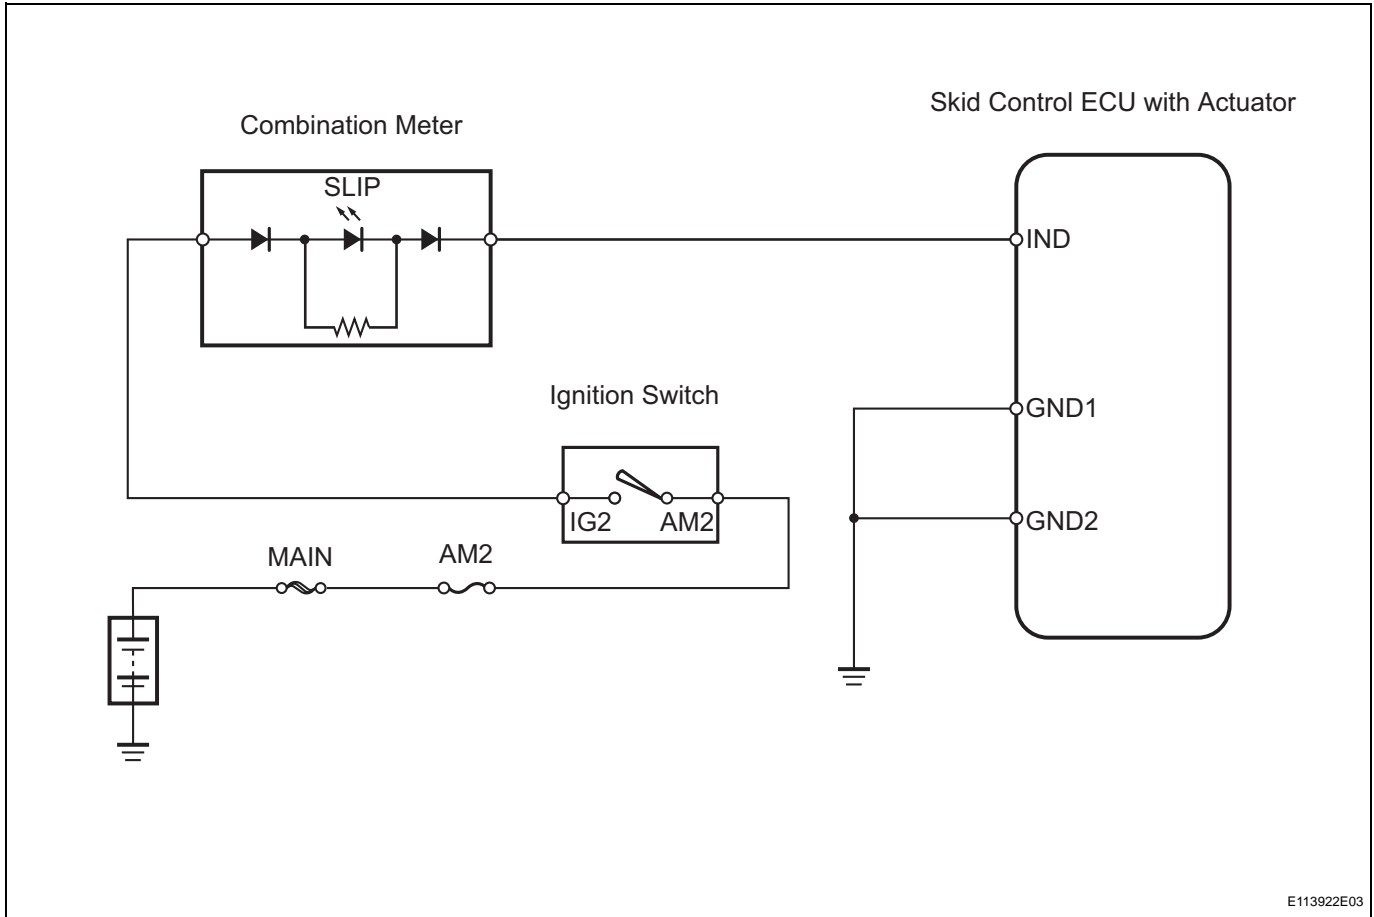 Skid Control ECU with Actuator
Combination Meter
SLIP
IND
Ignition Switch
GND1
IG2
AM2
GND2
MAIN
AM2
E113922E03